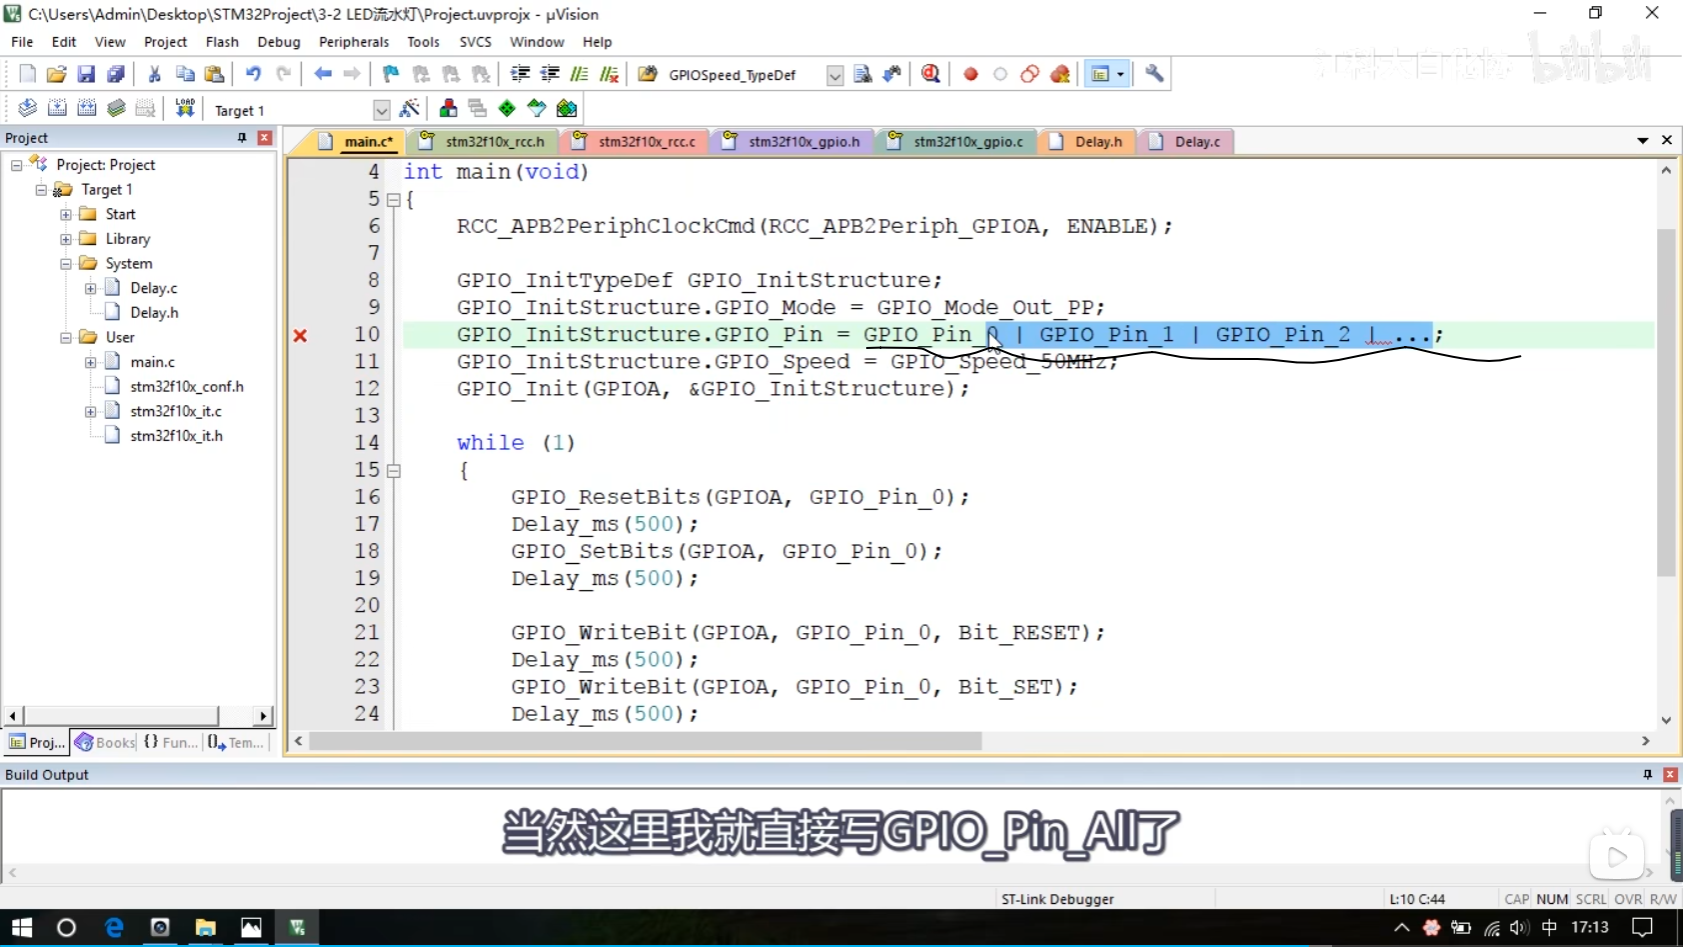 C:\Users\Admin\Desktop\STM32Project\3-2 LED流水灯\Project.uvprojx - µVision
File Edit View Project Flash Debug Peripherals Tools SVCS Window Help
GPIOSpeed_TypeDef
LOAD Target 1
Project
main.c* stm32f10x_rcc.h stm32f10x_rcc.c stm32f10x_gpio.h stm32f10x_gpio.c Delay.h Delay.c
Project: Project
Target 1
Start
Library
System
Delay.c
Delay.h
User
main.c
stm32f10x_conf.h
stm32f10x_it.c
stm32f10x_it.h
Proj... Books {} Fun... Tem...
4 int main(void)
5 {
6 RCC_APB2PeriphClockCmd(RCC_APB2Periph_GPIOA, ENABLE);
7
8 GPIO_InitTypeDef GPIO_InitStructure;
9 GPIO_InitStructure.GPIO_Mode = GPIO_Mode_Out_PP;
10 GPIO_InitStructure.GPIO_Pin = GPIO_Pin_0 | GPIO_Pin_1 | GPIO_Pin_2 | ...;
11 GPIO_InitStructure.GPIO_Speed = GPIO_Speed_50MHz;
12 GPIO_Init(GPIOA, &GPIO_InitStructure);
13
14 while (1)
15 {
16 GPIO_ResetBits(GPIOA, GPIO_Pin_0);
17 Delay_ms(500);
18 GPIO_SetBits(GPIOA, GPIO_Pin_0);
19 Delay_ms(500);
20
21 GPIO_WriteBit(GPIOA, GPIO_Pin_0, Bit_RESET);
22 Delay_ms(500);
23 GPIO_WriteBit(GPIOA, GPIO_Pin_0, Bit_SET);
24 Delay_ms(500);
Build Output
当然这里我就直接写GPIO_Pin_All了
ST-Link Debugger L:10 C:44 CAP NUM SCRL OVR R/W
中 17:13